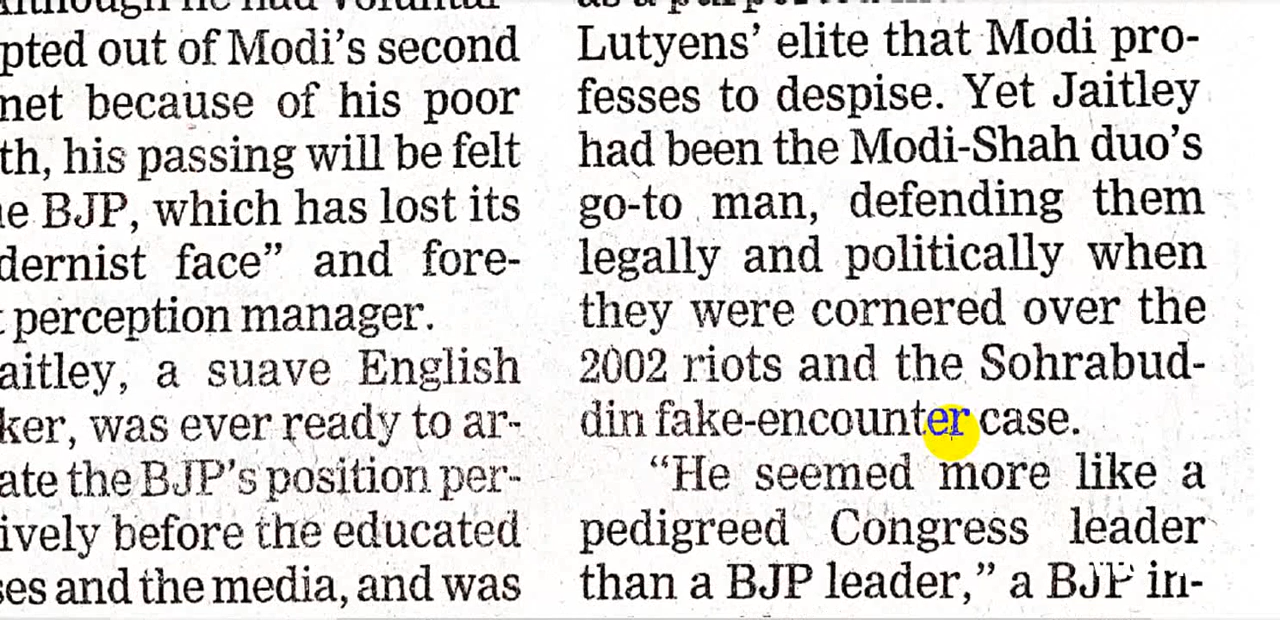 pted out of Modi's second
net because of his poor
th, his passing will be felt
e BJP, which has lost its
dernist face” and fore-
perception manager.
aitley, a suave English
ker, was ever ready to ar-
ate the BJP's position per-
ively before the educated
ses and the media, and was
Lutyens’ elite that Modi pro-
fesses to despise. Yet Jaitley
had been the Modi-Shah duo’s
go-to man, defending them
legally and politically when
they were cornered over the
2002 riots and the Sohrabud-
din fake-encounter case.
“He seemed more like a
pedigreed Congress leader
than a BJP leader,” a BJP in-